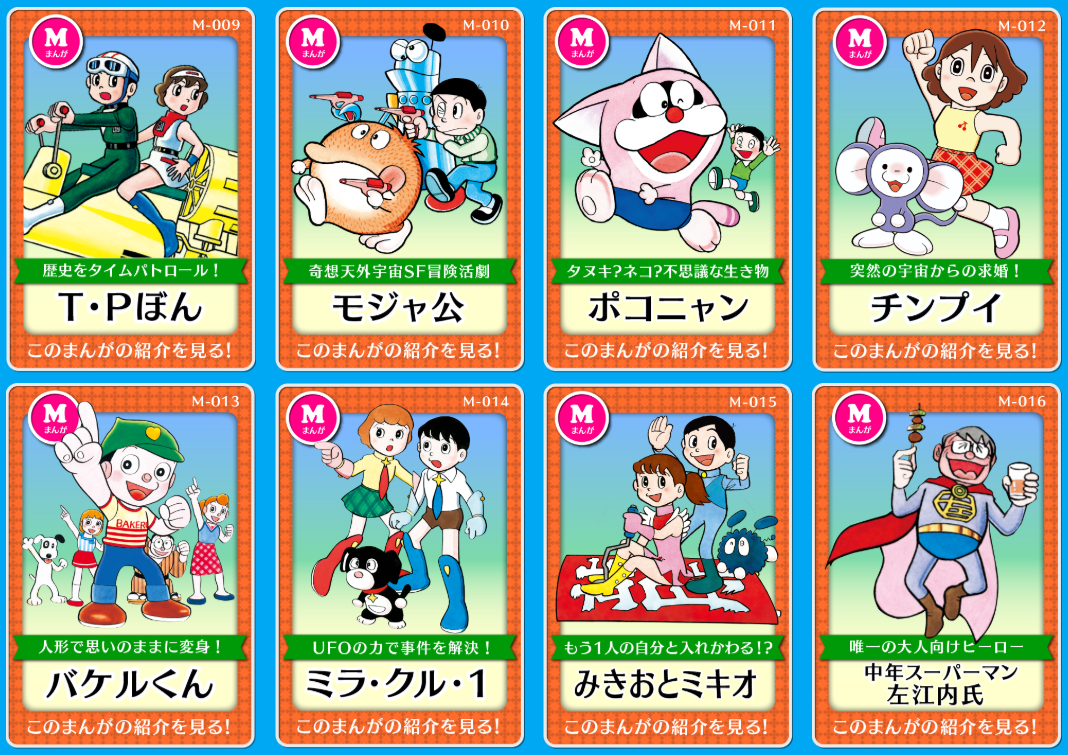 M-009
M
まんが
歴史をタイムパトロール！
T・Pぼん
このまんがの紹介を見る！
M-010
M
まんが
奇想天外宇宙SF冒険活劇
モジャ公
このまんがの紹介を見る！
M-011
M
まんが
タヌキ?ネコ?不思議な生き物
ポコニャン
このまんがの紹介を見る！
M-012
M
まんが
突然の宇宙からの求婚！
チンプイ
このまんがの紹介を見る！
M-013
M
まんが
BAKERU
人形で思いのままに変身！
バケルくん
このまんがの紹介を見る！
M-014
M
まんが
UFOの力で事件を解決！
ミラ・クル・1
このまんがの紹介を見る！
M-015
M
まんが
もう1人の自分と入れかわる!?
みきおとミキオ
このまんがの紹介を見る！
M-016
M
まんが
唯一の大人向けヒーロー
中年スーパーマン
左江内氏
このまんがの紹介を見る！